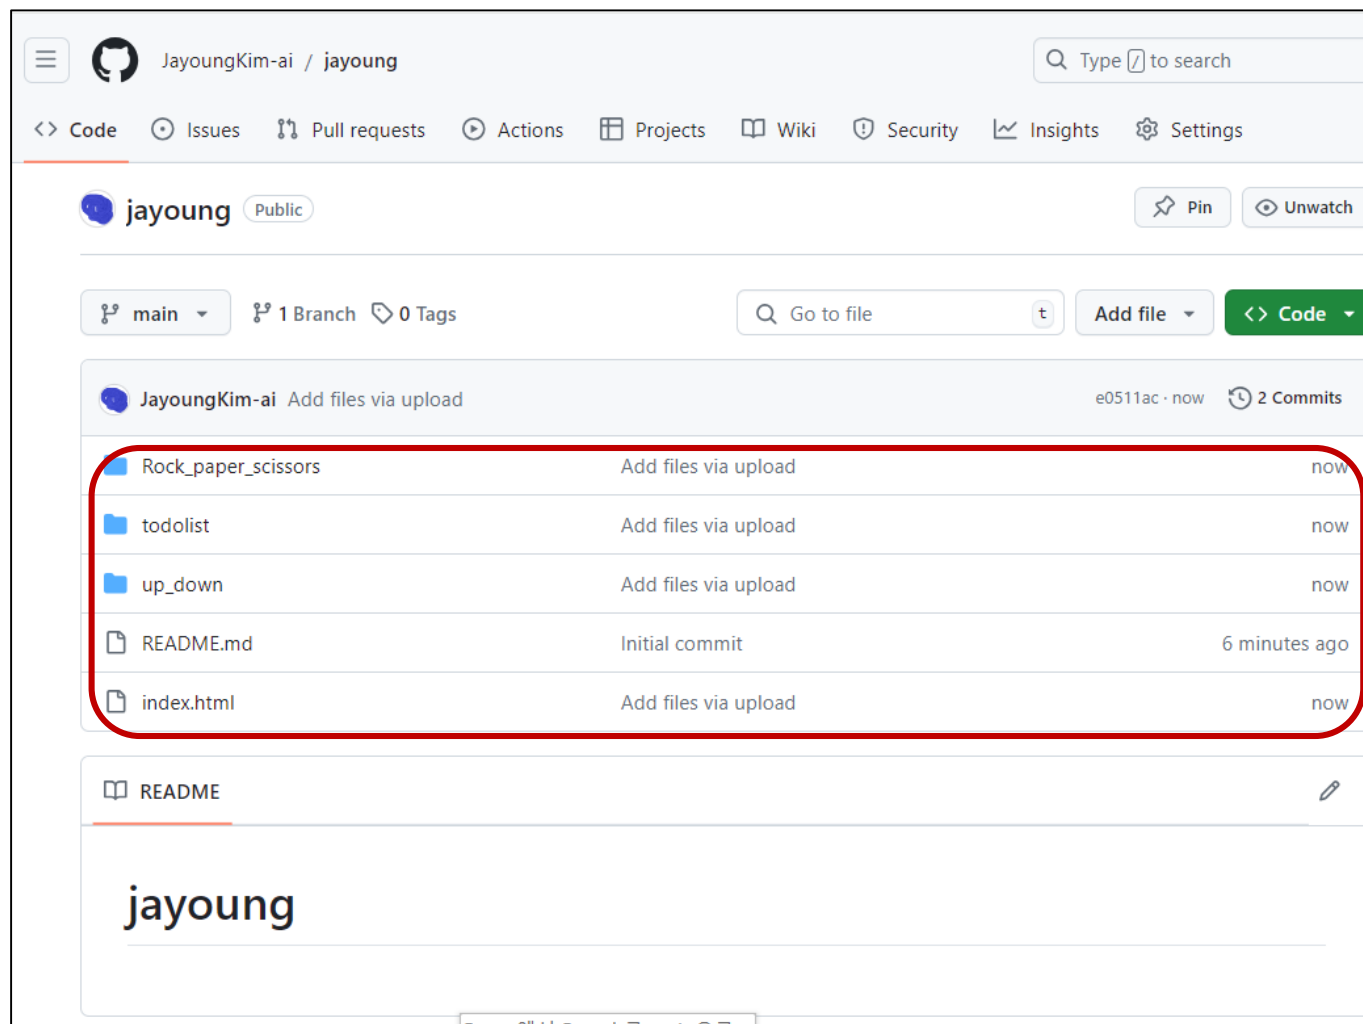 JayoungKim-ai / jayoung
Type / to search
Code Issues Pull requests Actions Projects Wiki Security Insights Settings
jayoung Public Pin Unwatch
main 1 Branch 0 Tags Go to file t Add file Code
JayoungKim-ai Add files via upload e0511ac · now 2 Commits
Rock_paper_scissors Add files via upload now
todolist Add files via upload now
up_down Add files via upload now
README.md Initial commit 6 minutes ago
index.html Add files via upload now
README
jayoung